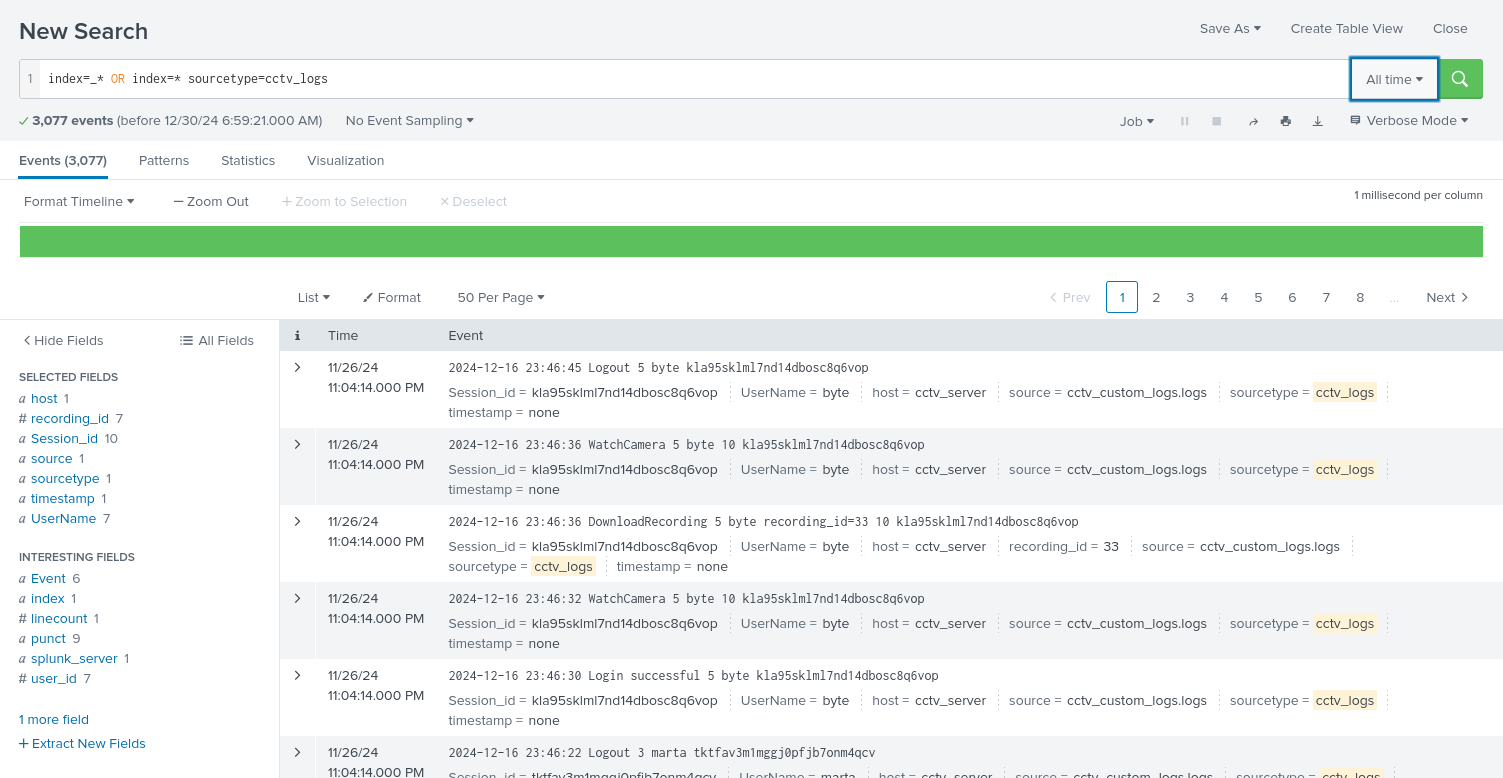 New Search
Save As Create Table View Close
1 index=_* OR index=* sourcetype=cctv_logs All time
3,077 events (before 12/30/24 6:59:21.000 AM) No Event Sampling Job Verbose Mode
Events (3,077) Patterns Statistics Visualization
Format Timeline — Zoom Out + Zoom to Selection × Deselect 1 millisecond per column
List Format 50 Per Page < Prev 1 2 3 4 5 6 7 8 ... Next >
< Hide Fields All Fields
SELECTED FIELDS
a host 1
# recording_id 7
a Session_id 10
a source 1
a sourcetype 1
a timestamp 1
a UserName 7
INTERESTING FIELDS
a Event 6
a index 1
# linecount 1
a punct 9
a splunk_server 1
# user_id 7
1 more field
+ Extract New Fields
i Time Event
> 11/26/24 2024-12-16 23:46:45 Logout 5 byte kla95sklml7nd14dbosc8q6vop
11:04:14.000 PM Session_id = kla95sklml7nd14dbosc8q6vop UserName = byte host = cctv_server source = cctv_custom_logs.logs sourcetype = cctv_logs
timestamp = none
> 11/26/24 2024-12-16 23:46:36 WatchCamera 5 byte 10 kla95sklml7nd14dbosc8q6vop
11:04:14.000 PM Session_id = kla95sklml7nd14dbosc8q6vop UserName = byte host = cctv_server source = cctv_custom_logs.logs sourcetype = cctv_logs
timestamp = none
> 11/26/24 2024-12-16 23:46:36 DownloadRecording 5 byte recording_id=33 10 kla95sklml7nd14dbosc8q6vop
11:04:14.000 PM Session_id = kla95sklml7nd14dbosc8q6vop UserName = byte host = cctv_server recording_id = 33 source = cctv_custom_logs.logs
sourcetype = cctv_logs timestamp = none
> 11/26/24 2024-12-16 23:46:32 WatchCamera 5 byte 10 kla95sklml7nd14dbosc8q6vop
11:04:14.000 PM Session_id = kla95sklml7nd14dbosc8q6vop UserName = byte host = cctv_server source = cctv_custom_logs.logs sourcetype = cctv_logs
timestamp = none
> 11/26/24 2024-12-16 23:46:30 Login successful 5 byte kla95sklml7nd14dbosc8q6vop
11:04:14.000 PM Session_id = kla95sklml7nd14dbosc8q6vop UserName = byte host = cctv_server source = cctv_custom_logs.logs sourcetype = cctv_logs
timestamp = none
> 11/26/24 2024-12-16 23:46:22 Logout 3 marta tktfav3m1mggj0pfjb7onm4qcv
11:04:14.000 PM Session_id = tktfav3m1mggj0pfjb7onm4qcv UserName = marta host = cctv_server source = cctv_custom_logs.logs sourcetype = cctv_logs